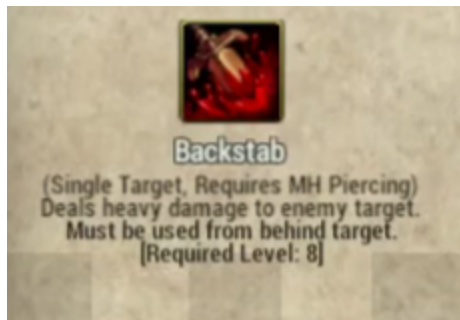 Backstab
(Single Target, Requires MH Piercing)
Deals heavy damage to enemy target.
Must be used from behind target.
[Required Level: 8]